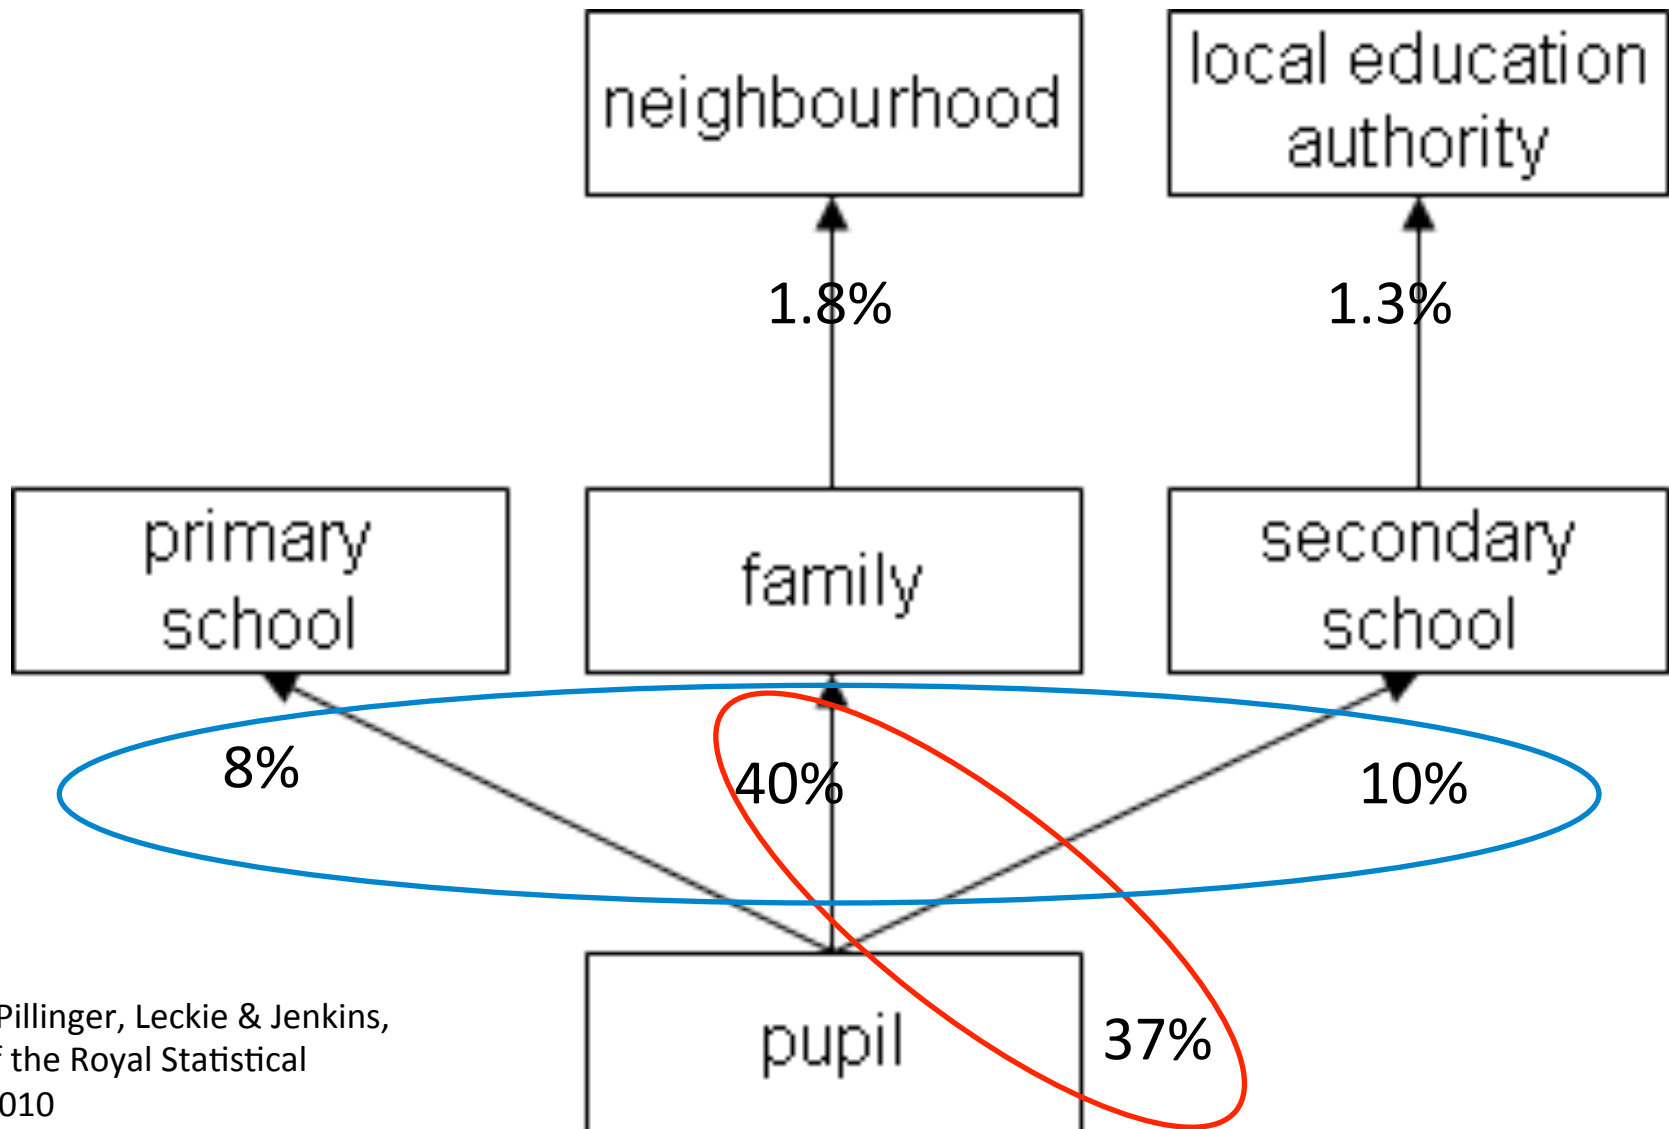 neighbourhood
local education
authority
1.8%
1.3%
primary
school
family
secondary
school
8%
40%
10%
pupil
37%
Pillinger, Leckie & Jenkins,
f the Royal Statistical
010